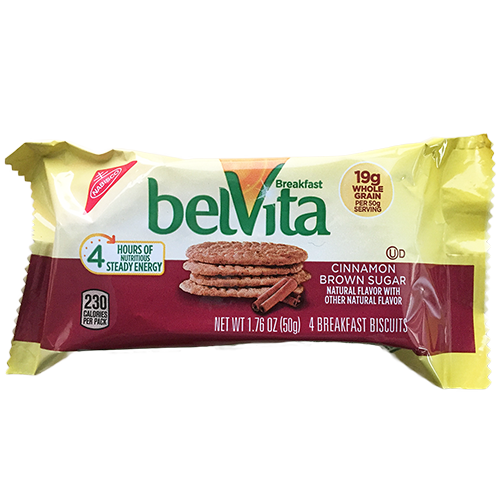 NABISCO
Breakfast
belVita
19g
WHOLE
GRAIN
PER 50g
SERVING
4 HOURS OF
NUTRITIOUS
STEADY ENERGY
U D
CINNAMON
BROWN SUGAR
NATURAL FLAVOR WITH
OTHER NATURAL FLAVOR
230
CALORIES
PER PACK
NET WT 1.76 OZ (50g) 4 BREAKFAST BISCUITS